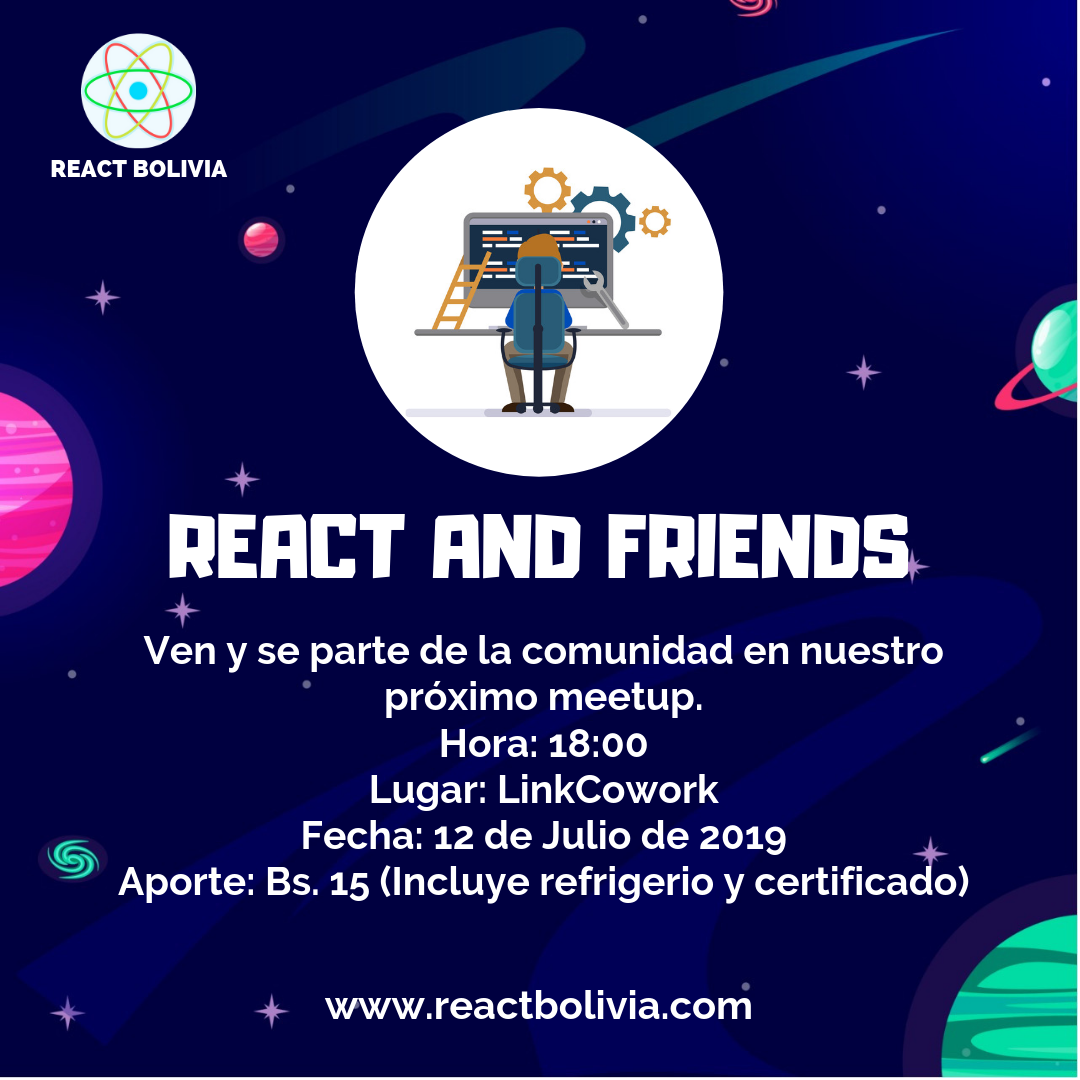 REACT BOLIVIA
REACT AND FRIENDS
Ven y se parte de la comunidad en nuestro
próximo meetup.
Hora: 18:00
Lugar: LinkCowork
Fecha: 12 de Julio de 2019
Aporte: Bs. 15 (Incluye refrigerio y certificado)
www.reactbolivia.com